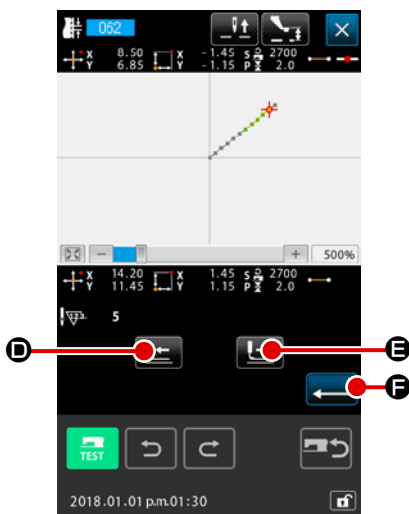 062
X 8.50 X -1.45 S 2700
Y 6.85 Y -1.15 P 2.0
500%
X 14.20 X 1.45 S 2700
Y 11.45 Y 1.15 P 2.0
123 5
D E
F
TEST
2018.01.01 p.m.01:30